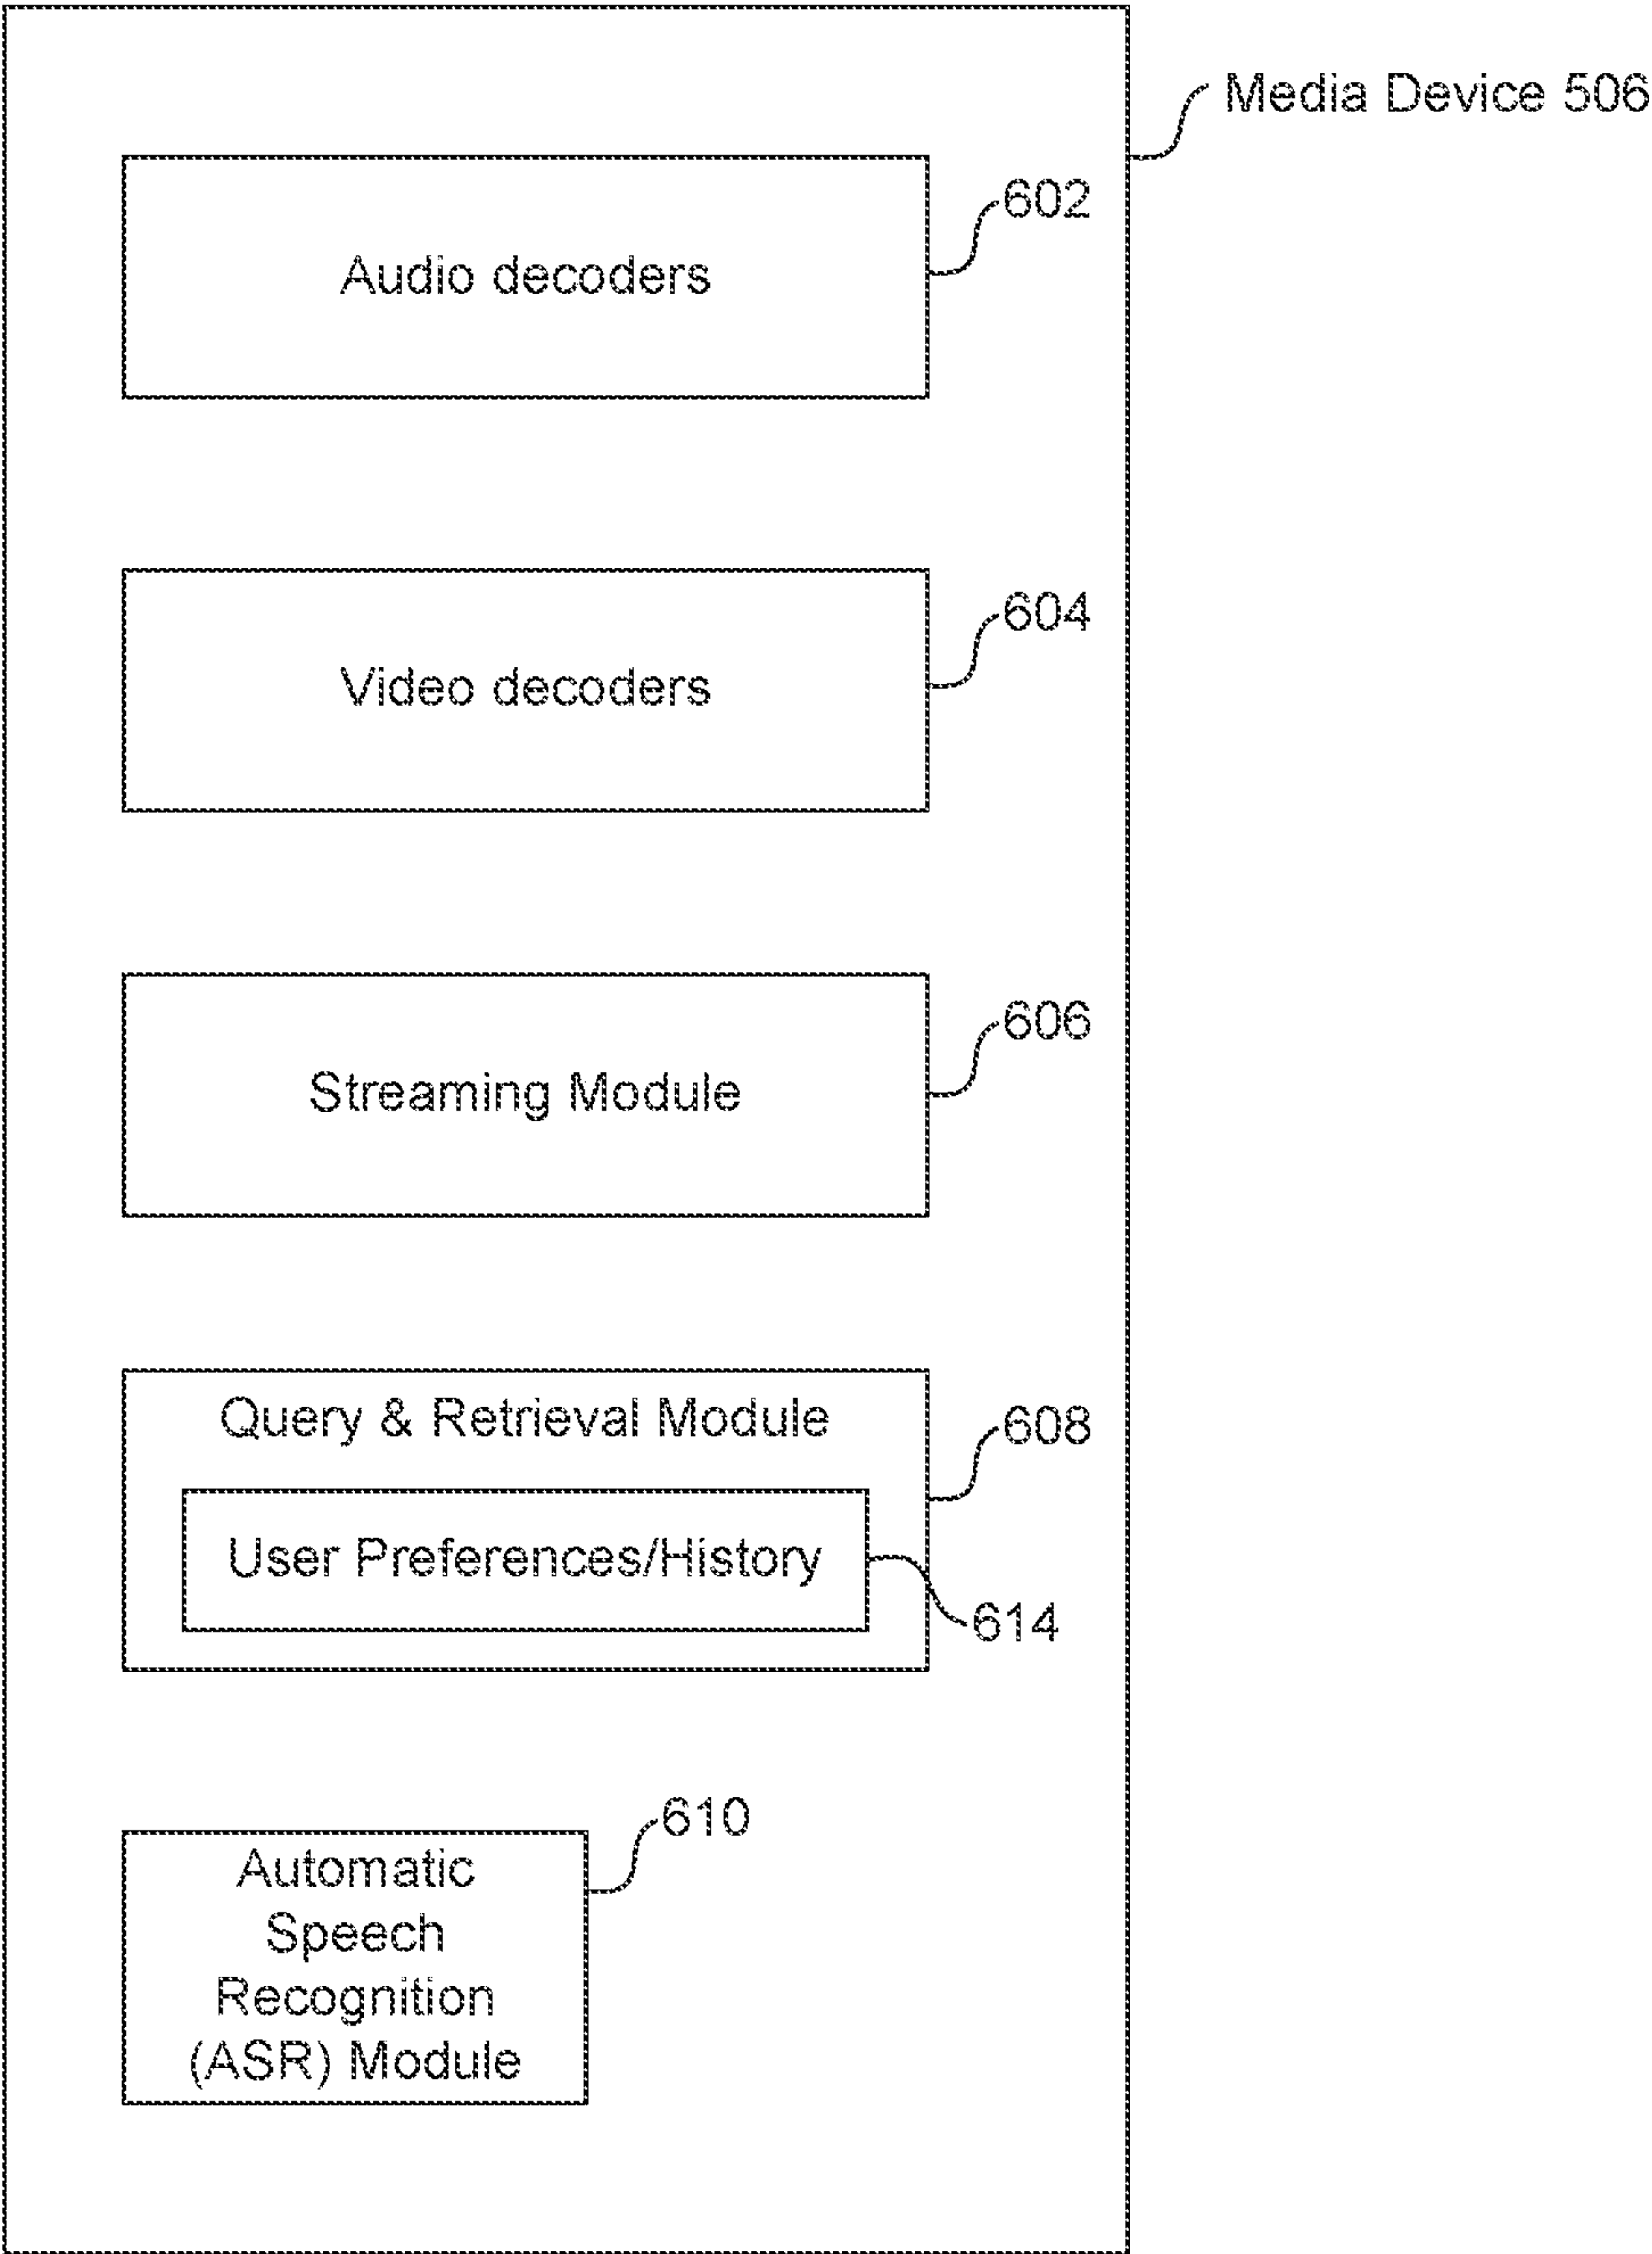 Media Device 506
602
Audio decoders
604
Video decoders
606
Streaming Module
Query & Retrieval Module
608
User Preferences/History
614
610
Automatic
Speech
Recognition
(ASR) Module